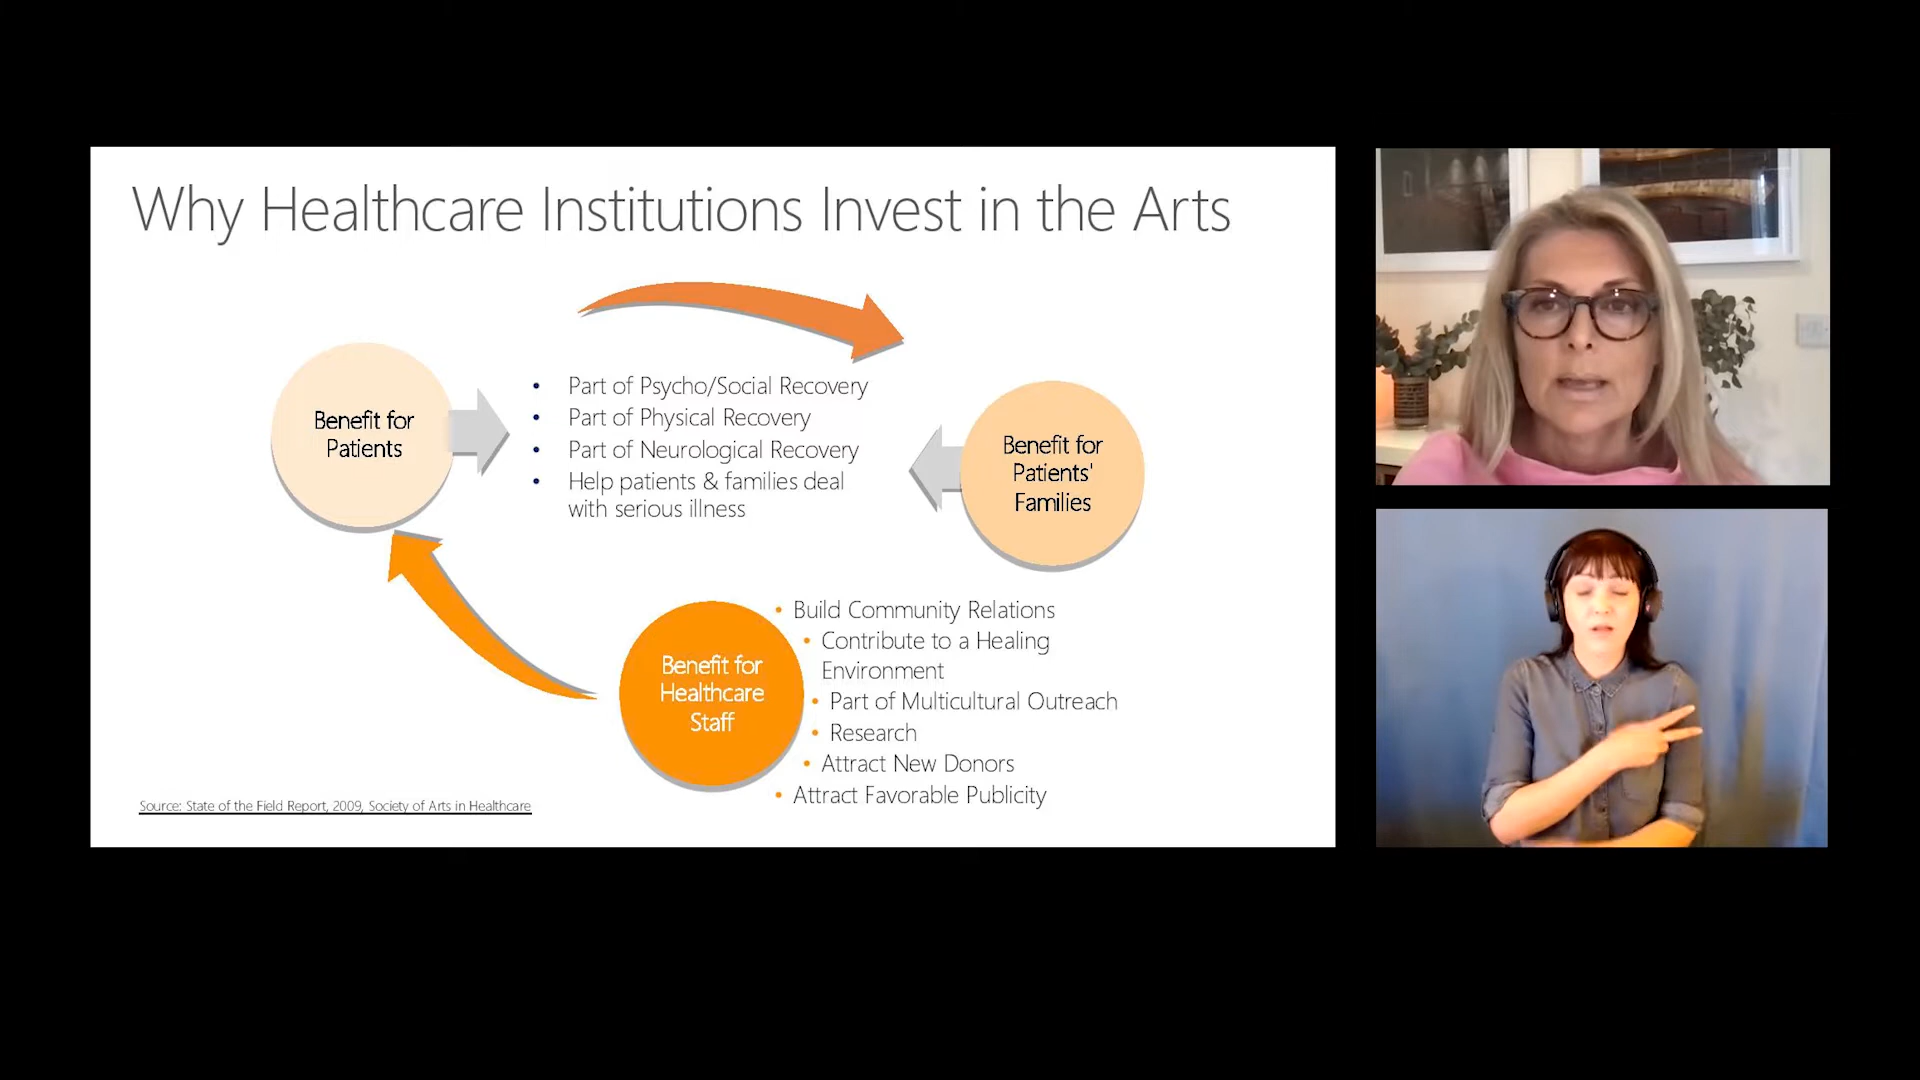 Why Healthcare Institutions Invest in the Arts
Benefit for
Patients
• Part of Psycho/Social Recovery
• Part of Physical Recovery
• Part of Neurological Recovery
• Help patients & families deal
with serious illness
Benefit for
Patients'
Families
Benefit for
Healthcare
Staff
• Build Community Relations
• Contribute to a Healing
Environment
• Part of Multicultural Outreach
• Research
• Attract New Donors
• Attract Favorable Publicity
Source: State of the Field Report, 2009, Society of Arts in Healthcare